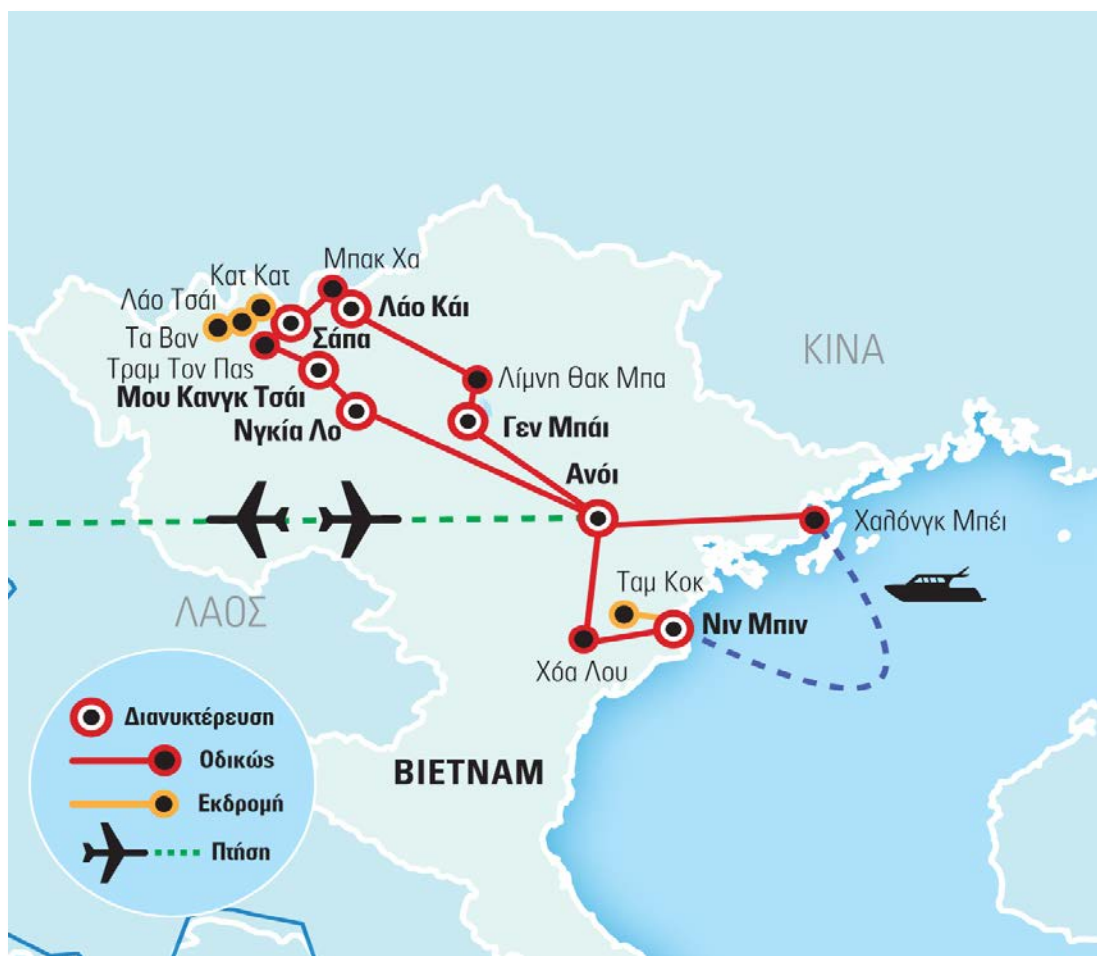 Μπακ Χα
Κατ Κατ
Λάο Τσάι
Λάο Κάι
Τα Βαν
Σάπα
ΚΙΝΑ
Τραμ Τον Πας
Λίμνη Θακ Μπα
Μου Κανγκ Τσάι
Νγκία Λο
Γεν Μπάι
Ανόι
Χαλόνγκ Μπέι
Ταμ Κοκ
ΛΑΟΣ
Νιν Μπιν
Χόα Λου
Διανυκτέρευση
Οδικώς
ΒΙΕΤΝΑΜ
Εκδρομή
Πτήση